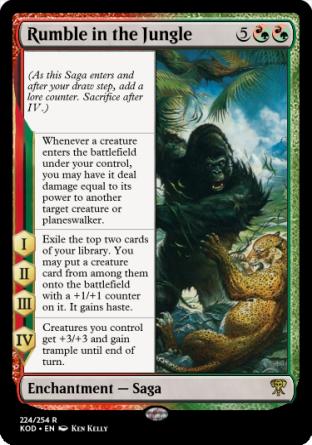 Rumble in the Jungle 5
(As this Saga enters and
after your draw step, add a
lore counter. Sacrifice after
IV.)
Whenever a creature
enters the battlefield
under your control,
you may have it deal
damage equal to its
power to another
target creature or
planeswalker.
I
II
III
Exile the top two cards
of your library. You
may put a creature
card from among them
onto the battlefield
with a +1/+1 counter
on it. It gains haste.
IV
Creatures you control
get +3/+3 and gain
trample until end of
turn.
Enchantment — Saga
224/254 R
KOD • EN KEN KELLY